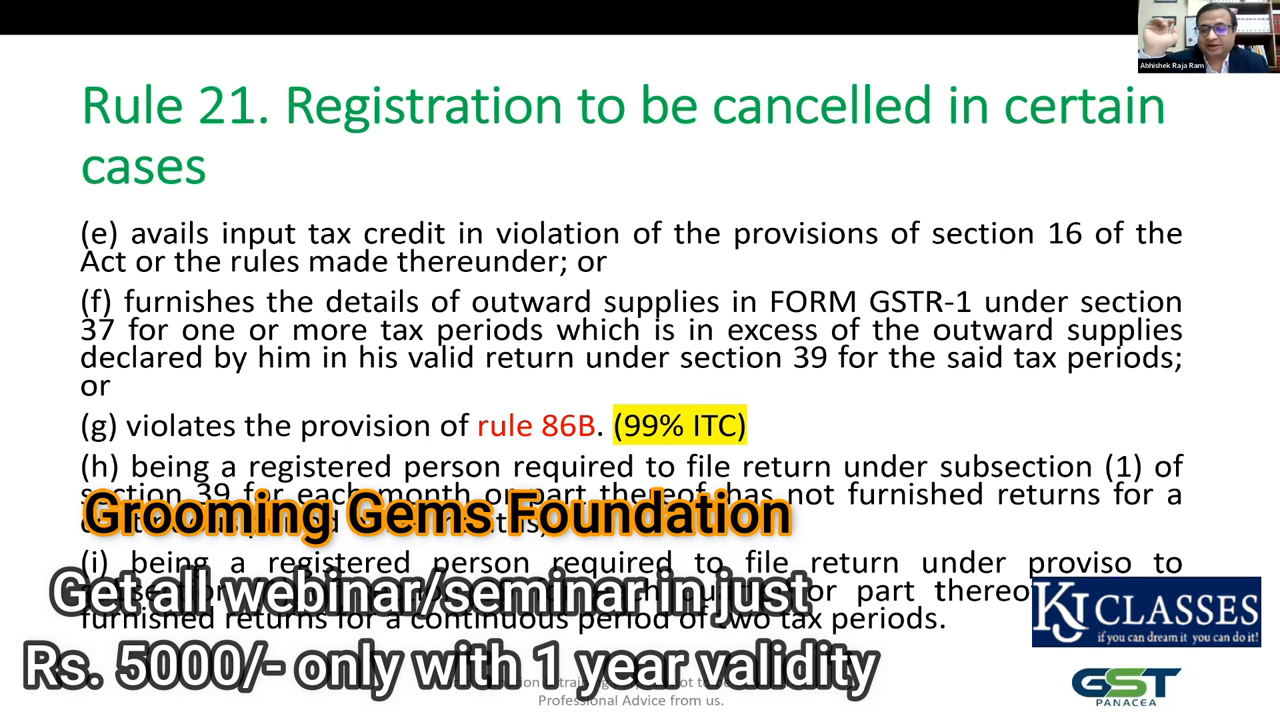 Abhishek Raja Ram
Rule 21. Registration to be cancelled in certain
cases
(e) avails input tax credit in violation of the provisions of section 16 of the
Act or the rules made thereunder; or
(f) furnishes the details of outward supplies in FORM GSTR-1 under section
37 for one or more tax periods which is in excess of the outward supplies
declared by him in his valid return under section 39 for the said tax periods;
or
(g) violates the provision of rule 86B. (99% ITC)
(h) being a registered person required to file return under subsection (1) of
section 39 for each month or part thereof, has not furnished returns for a
Grooming Gems Foundation
(i) being a registered person required to file return under proviso to
or part
Get all webinar/seminar in just
furnished returns for a continuous period of two tax periods.
Rs. 5000/- only with 1 year validity
Professional Advice from us.
KJ CLASSES
if you can dream it you can do it!
GST
PANACEA